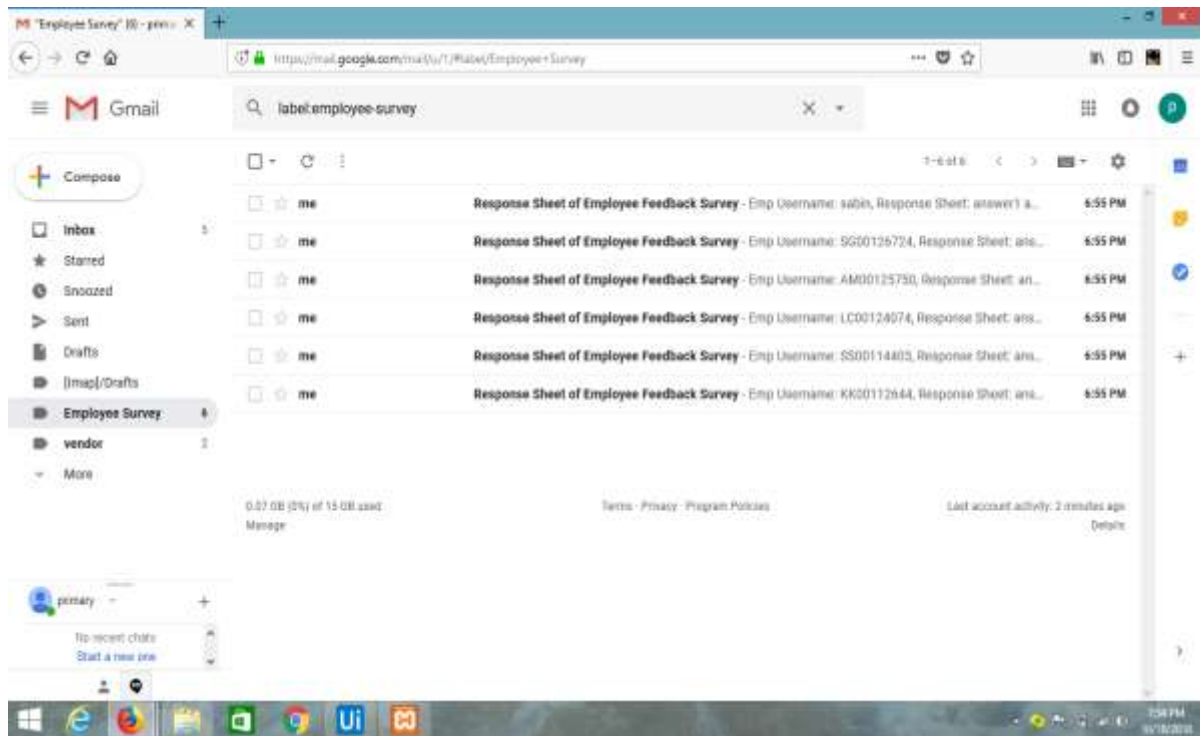 "Employee Survey" (6) - prima
https://mail.google.com/mail/u/1/#label/Employee+Survey
Gmail
label:employee-survey
Compose
1-6 of 6
Inbox 5
Starred
Snoozed
Sent
Drafts
[Imap]/Drafts
Employee Survey 6
vendor 2
More
me Response Sheet of Employee Feedback Survey - Emp Username: sabin, Response Sheet: answer1 a... 6:55 PM
me Response Sheet of Employee Feedback Survey - Emp Username: SG00126724, Response Sheet: ans... 6:55 PM
me Response Sheet of Employee Feedback Survey - Emp Username: AM00125750, Response Sheet: an... 6:55 PM
me Response Sheet of Employee Feedback Survey - Emp Username: LC00124074, Response Sheet: ans... 6:55 PM
me Response Sheet of Employee Feedback Survey - Emp Username: SS00114403, Response Sheet: ans... 6:55 PM
me Response Sheet of Employee Feedback Survey - Emp Username: KK00112644, Response Sheet: ans... 6:55 PM
0.07 GB (0%) of 15 GB used
Manage
Terms - Privacy - Program Policies
Last account activity: 2 minutes ago
Details
primary
No recent chats
Start a new one
Ui
7:54 PM